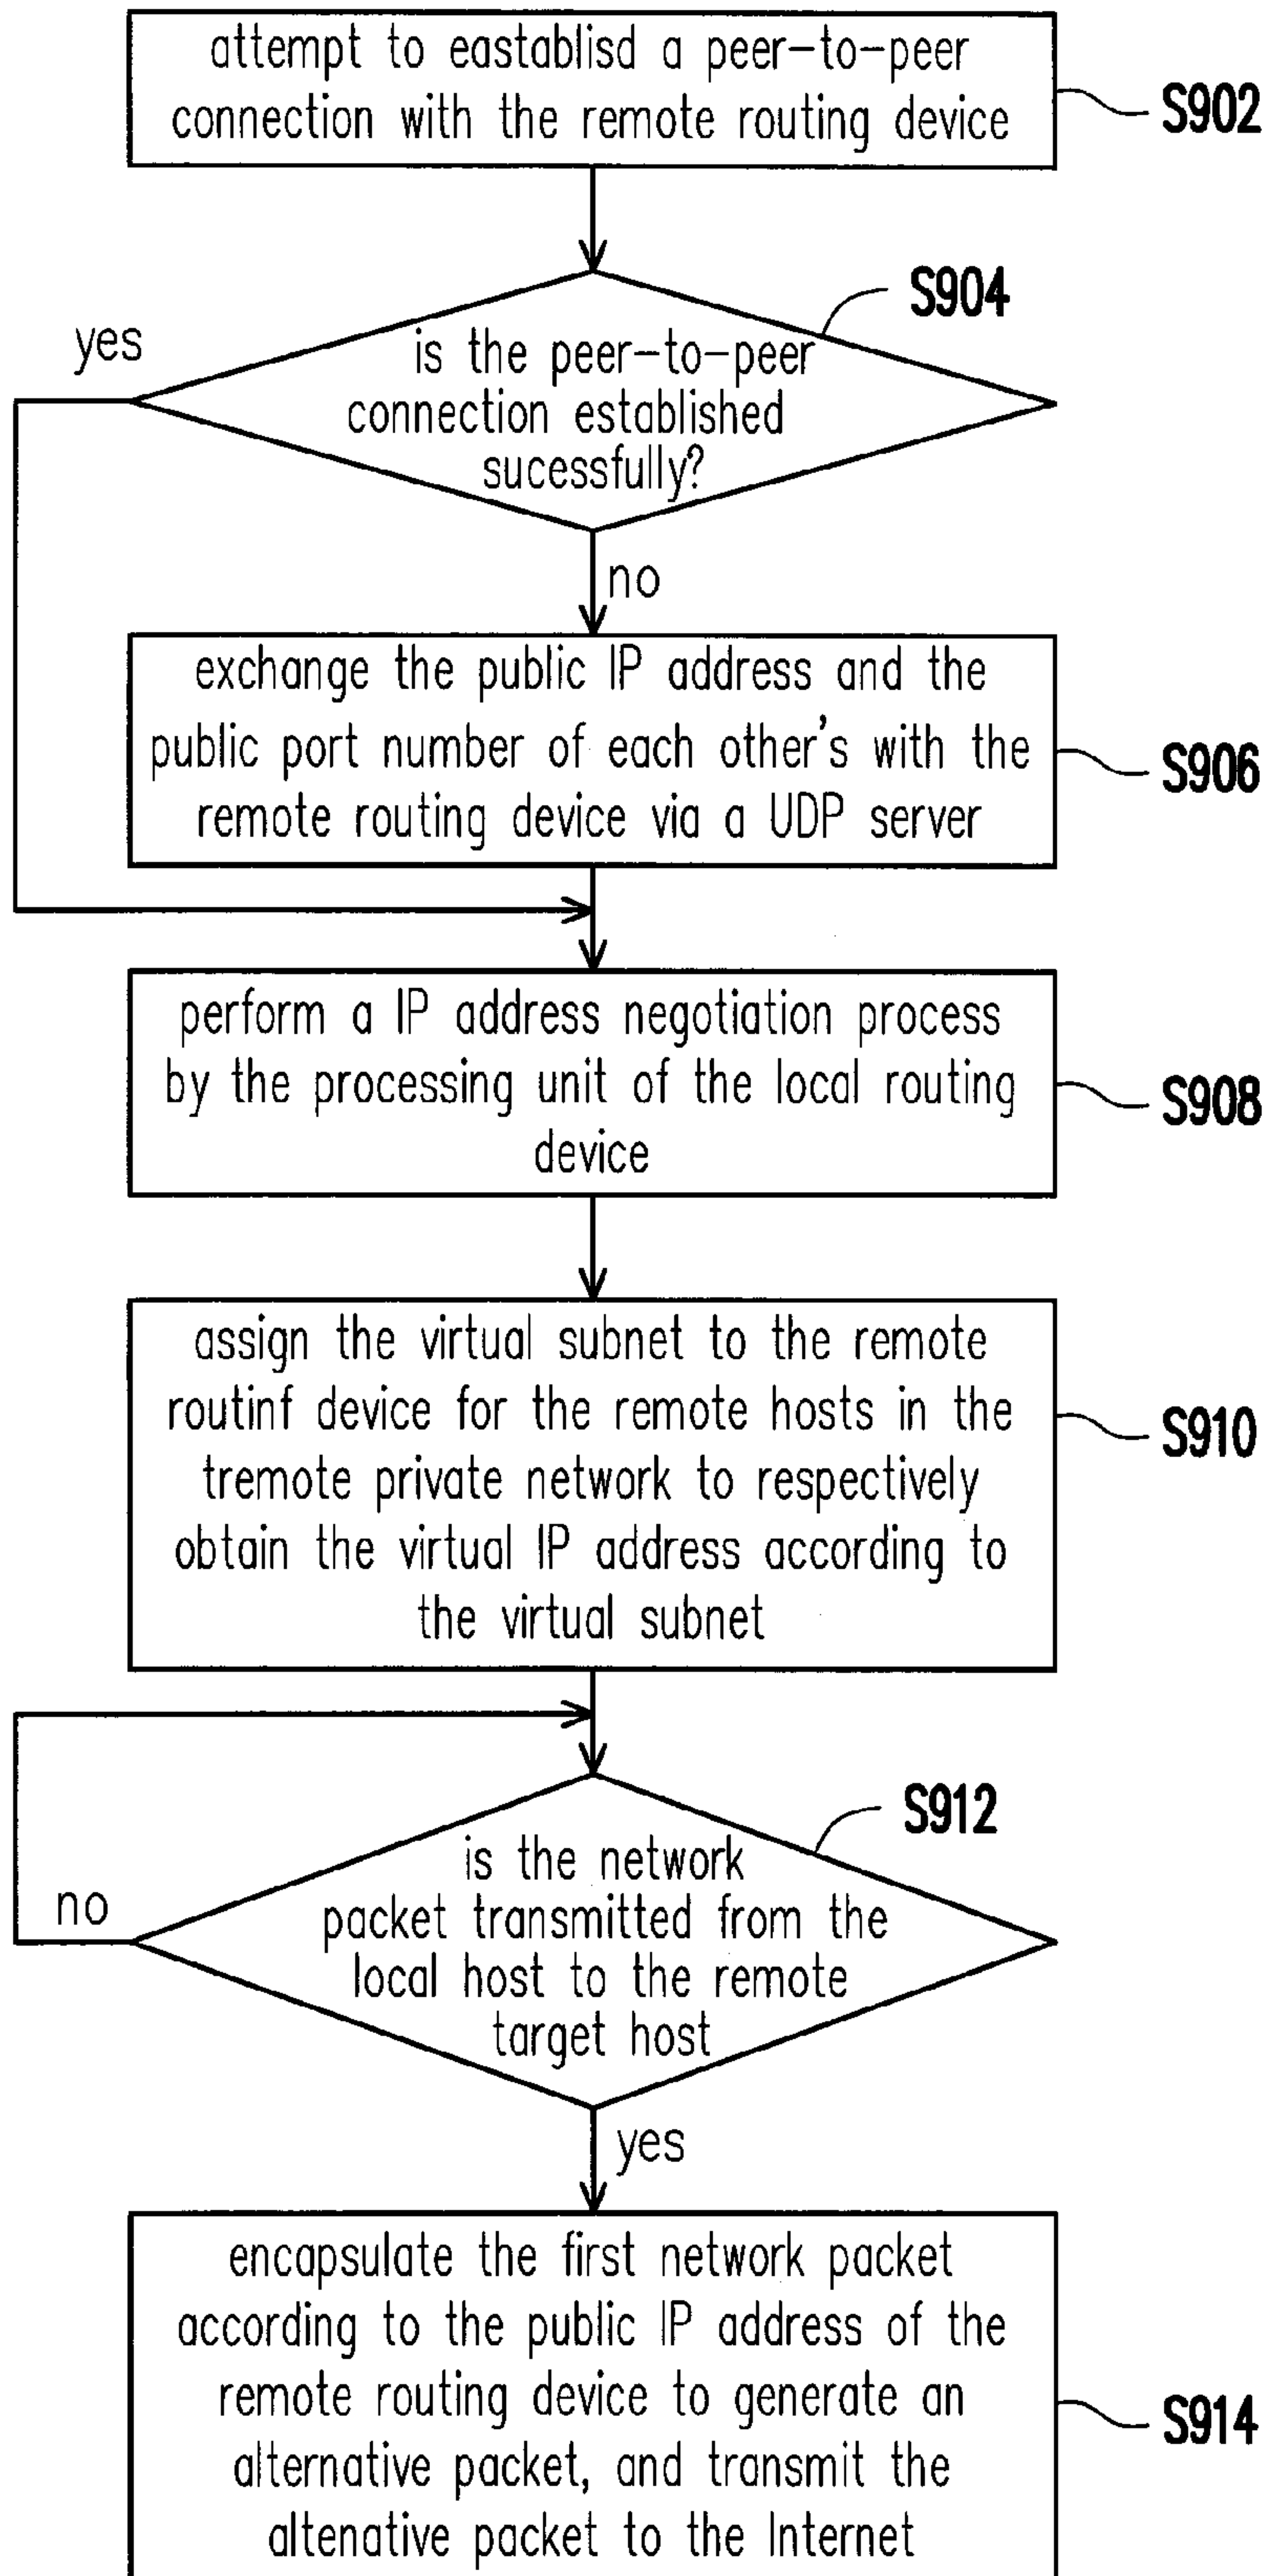 attempt to eastablisd a peer-to-peer
connection with the remote routing device
S902
S904
yes
is the peer-to-peer
connection established
sucessfully?
no
exchange the public IP address and the
public port number of each other's with the
remote routing device via a UDP server
S906
perform a IP address negotiation process
by the processing unit of the local routing
device
S908
assign the virtual subnet to the remote
routinf device for the remote hosts in the
tremote private network to respectively
obtain the virtual IP address according to
the virtual subnet
S910
S912
is the network
packet transmitted from the
local host to the remote
target host
no
yes
encapsulate the first network packet
according to the public IP address of the
remote routing device to generate an
alternative packet, and transmit the
altenative packet to the Internet
S914